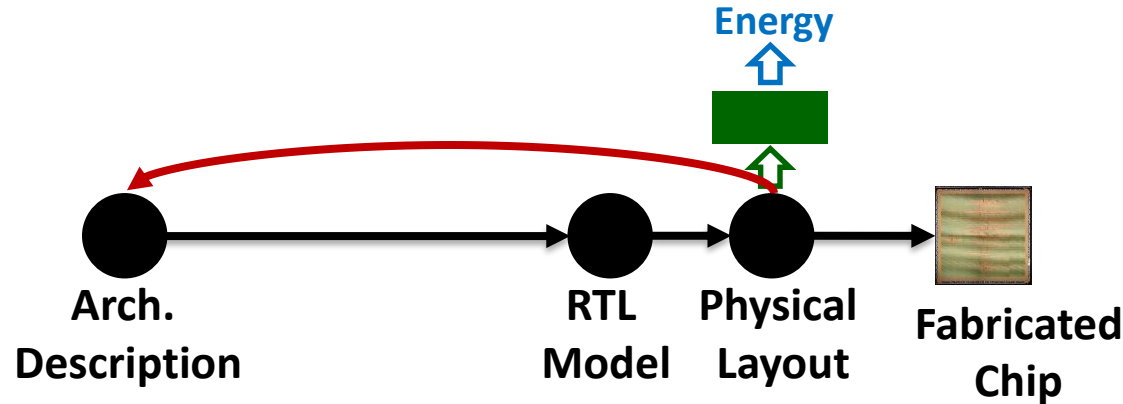 Energy
Arch.
Description
RTL
Model
Physical
Layout
Fabricated
Chip